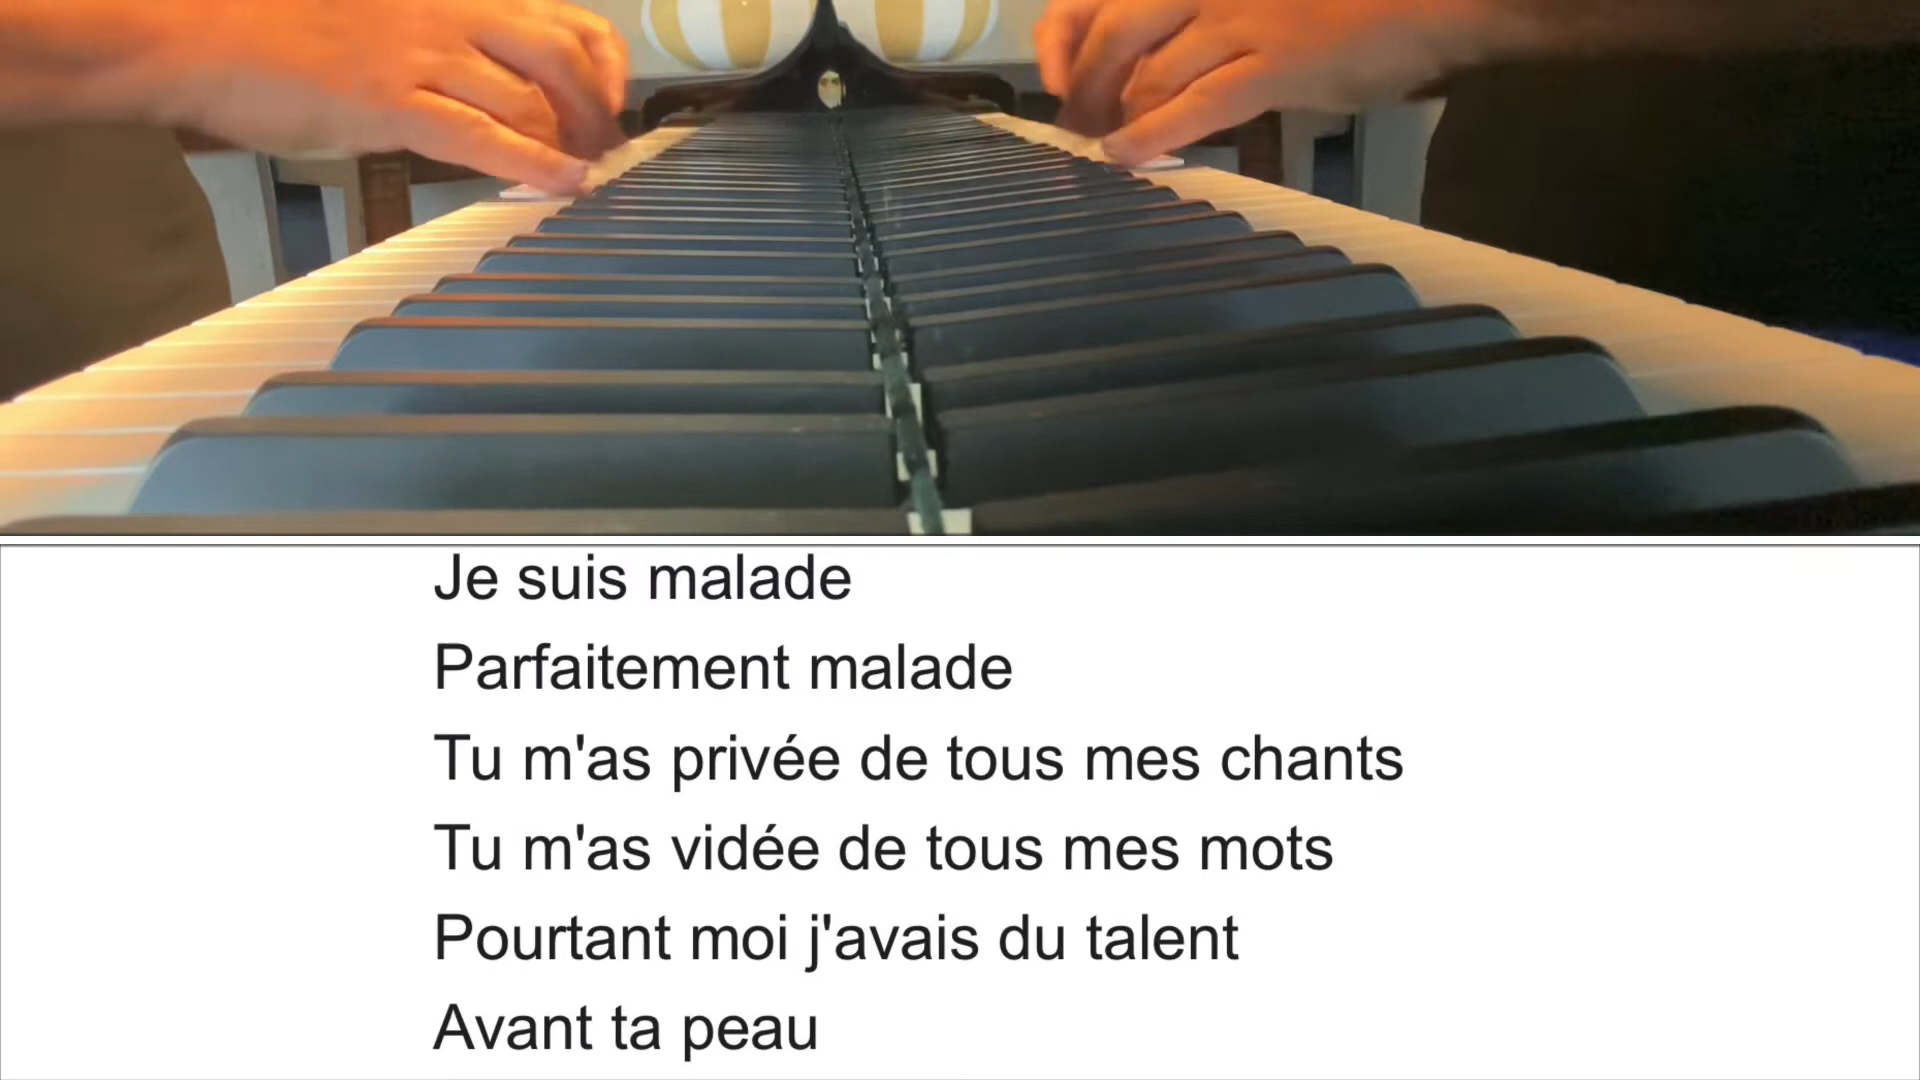 Je suis malade
Parfaitement malade
Tu m'as privée de tous mes chants
Tu m'as vidée de tous mes mots
Pourtant moi j'avais du talent
Avant ta peau